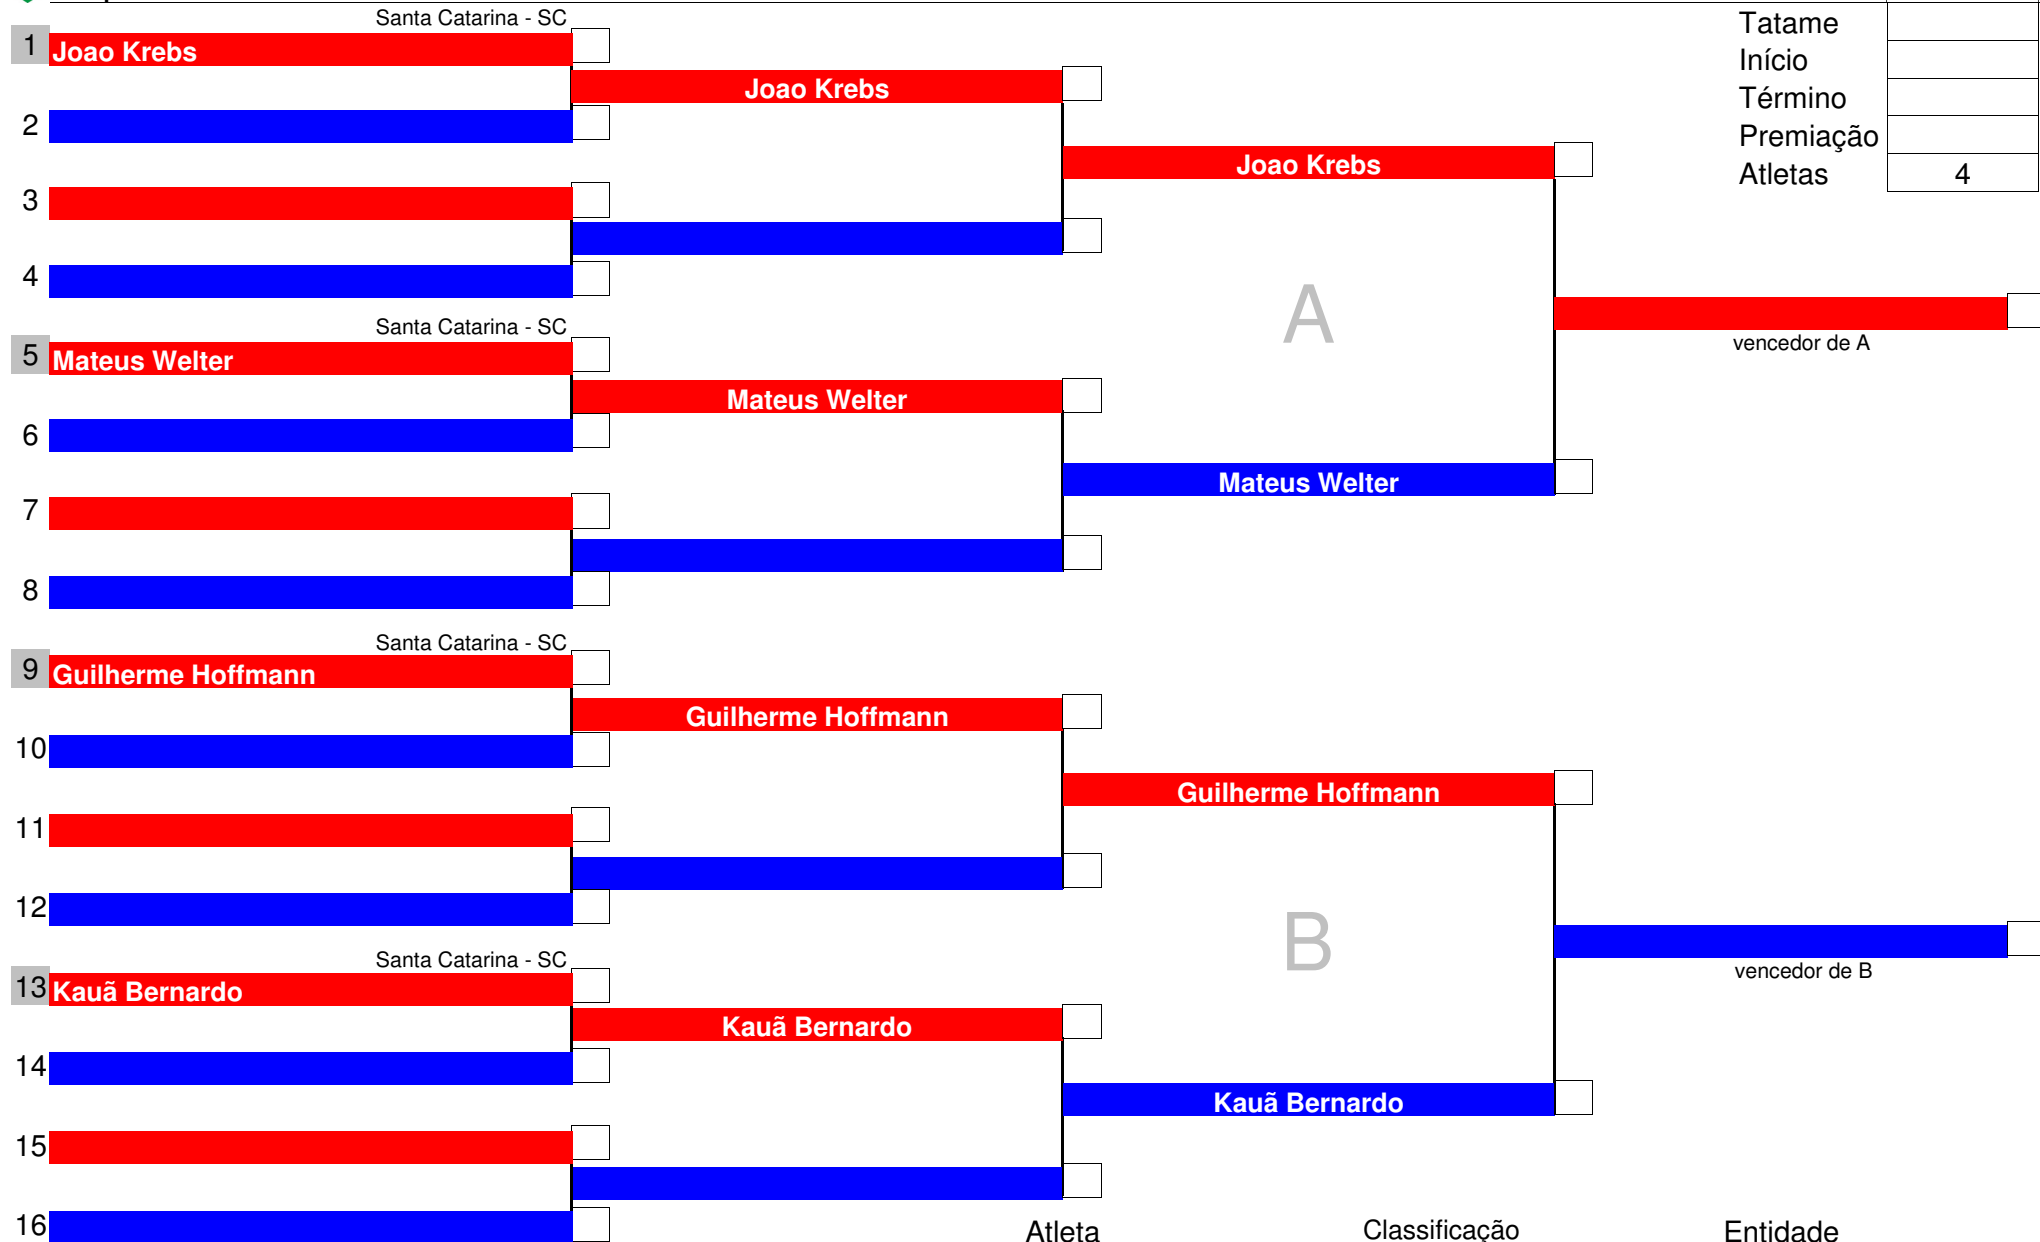 Santa Catarina - SC
1 Joao Krebs
Joao Krebs
2
Joao Krebs
3
4
Tatame
Início
Término
Premiação
Atletas 4
A
vencedor de A
Santa Catarina - SC
5 Mateus Welter
Mateus Welter
6
Mateus Welter
7
8
Santa Catarina - SC
9 Guilherme Hoffmann
Guilherme Hoffmann
10
Guilherme Hoffmann
11
12
B
vencedor de B
Santa Catarina - SC
13 Kauã Bernardo
Kauã Bernardo
14
Kauã Bernardo
15
16
Atleta Classificação Entidade